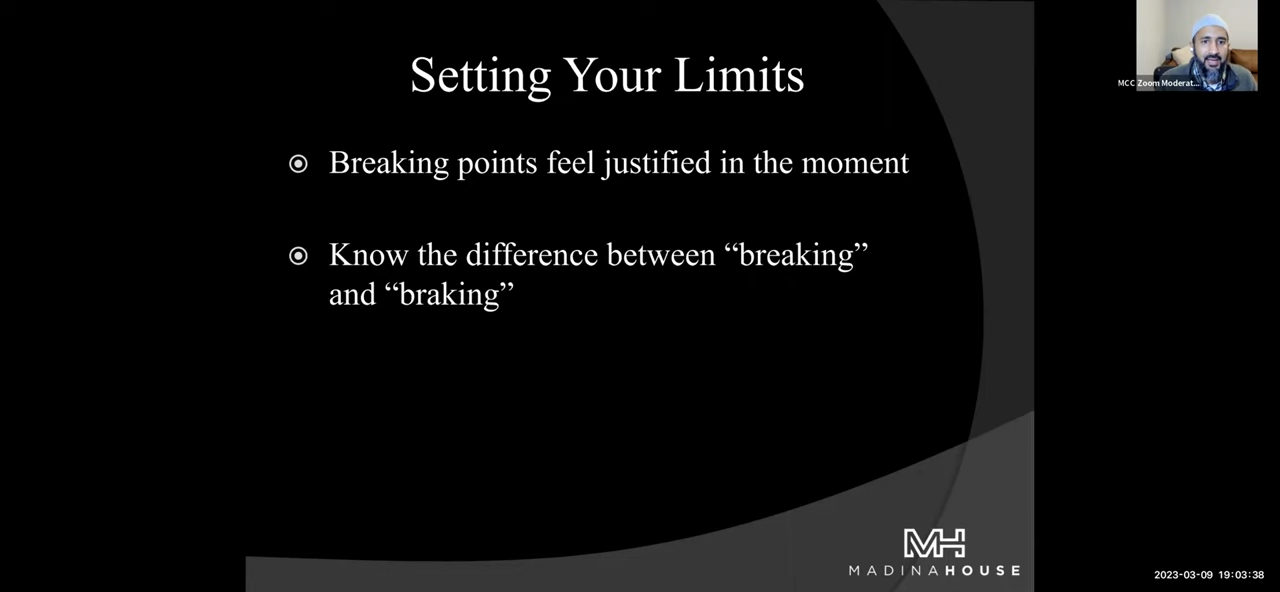 Setting Your Limits
Breaking points feel justified in the moment
Know the difference between “breaking”
and “braking”
MH
MADINAHOUSE
MCC Zoom Moderat...
2023-03-09 19:03:38